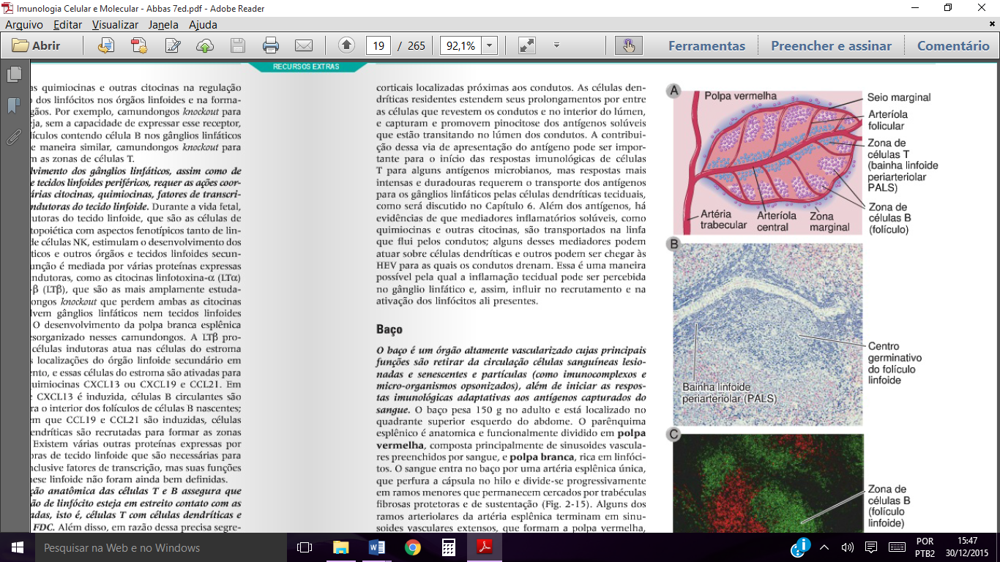 Imunologia Celular e Molecular - Abbas 7ed.pdf - Adobe Reader
Arquivo Editar Visualizar Janela Ajuda
Abrir
19 / 265
92,1%
Ferramentas
Preencher e assinar
Comentário
RECURSOS EXTRAS
as quimiocinas e outras citocinas na regulação
dos linfócitos nos órgãos linfoides e na forma-
gãos. Por exemplo, camundongos knockout para
ja, sem a capacidade de expressar esse receptor,
lículos contendo célula B nos gânglios linfáticos
e maneira similar, camundongos knockout para
m as zonas de células T.
lvimento dos gânglios linfáticos, assim como de
e tecidos linfoides periféricos, requer as ações coor-
árias citocinas, quimiocinas, fatores de transcri-
ndutoras do tecido linfoide. Durante a vida fetal,
dutoras do tecido linfoide, que são as células de
topoiética com aspectos fenotípicos tanto de lin-
de células NK, estimulam o desenvolvimento dos
ticos e outros órgãos e tecidos linfoides secun-
unção é mediada por várias proteínas expressas
ndutoras, como as citocinas linfotoxina-α (LTα)
-β (LTβ), que são as mais amplamente estuda-
ongos knockout que perdem ambas as citocinas
lvem gânglios linfáticos nem tecidos linfoides
O desenvolvimento da polpa branca esplênica
esorganizado nesses camundongos. A LTβ pro-
células indutoras atua nas células do estroma
s localizações do órgão linfoide secundário em
ento, e essas células do estroma são ativadas para
quimiocinas CXCL13 ou CXCL19 e CCL21. Em
e CXCL13 é induzida, células B circulantes são
ra o interior dos folículos de células B nascentes;
em que CCL19 e CCL21 são induzidas, células
endríticas são recrutadas para formar as zonas
Existem várias outras proteínas expressas por
oras de tecido linfoide que são necessárias para
nclusive fatores de transcrição, mas suas funções
nese linfoide não foram ainda bem definidas.
ção anatômica das células T e B assegura que
ão de linfócito esteja em estreito contato com as
adas, isto é, células T com células dendríticas e
FDC. Além disso, em razão dessa precisa segre-
corticais localizadas próximas aos condutos. As células den-
dríticas residentes estendem seus prolongamentos por entre
as células que revestem os condutos e no interior do lúmen,
e capturam e promovem pinocitose dos antígenos solúveis
que estão transitando no lúmen dos condutos. A contribui-
ção dessa via de apresentação do antígeno pode ser impor-
tante para o início das respostas imunológicas de células
T para alguns antígenos microbianos, mas respostas mais
intensas e duradouras requerem o transporte dos antígenos
para os gânglios linfáticos pelas células dendríticas teciduais,
como será discutido no Capítulo 6. Além dos antígenos, há
evidências de que mediadores inflamatórios solúveis, como
quimiocinas e outras citocinas, são transportados na linfa
que flui pelos condutos; alguns desses mediadores podem
atuar sobre células dendríticas e outros podem ser chegar às
HEV para as quais os condutos drenam. Essa é uma maneira
possível pela qual a inflamação tecidual pode ser percebida
no gânglio linfático e, assim, influir no recrutamento e na
ativação dos linfócitos ali presentes.
Baço
O baço é um órgão altamente vascularizado cujas principais
funções são retirar da circulação células sanguíneas lesio-
nadas e senescentes e partículas (como imunocomplexos e
micro-organismos opsonizados), além de iniciar as respos-
tas imunológicas adaptativas aos antígenos capturados do
sangue. O baço pesa 150 g no adulto e está localizado no
quadrante superior esquerdo do abdome. O parênquima
esplênico é anatomica e funcionalmente dividido em polpa
vermelha, composta principalmente de sinusoides vascula-
res preenchidos por sangue, e polpa branca, rica em linfóci-
tos. O sangue entra no baço por uma artéria esplênica única,
que perfura a cápsula no hilo e divide-se progressivamente
em ramos menores que permanecem cercados por trabéculas
fibrosas protetoras e de sustentação (Fig. 2-15). Alguns dos
ramos arteriolares da artéria esplênica terminam em sinu-
soides vasculares extensos, que formam a polpa vermelha,
A
Polpa vermelha
Seio marginal
Arteríola
folicular
Zona de
células T
(bainha linfoide
periarteriolar
PALS)
Zona de
células B
(folículo)
Artéria
trabecular
Arteríola
central
Zona
marginal
B
Centro
germinativo
do folículo
linfoide
Bainha linfoide
periarteriolar (PALS)
C
Zona de
células B
(folículo
linfoide)
Pesquisar na Web e no Windows
POR
PTB2
15:47
30/12/2015